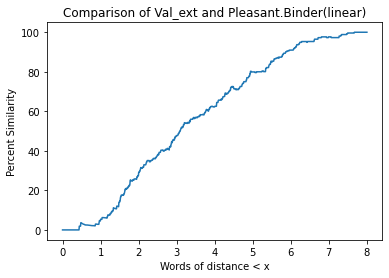 Comparison of Val_ext and Pleasant.Binder(linear)
Percent Similarity
100
80
60
40
20
0
0 1 2 3 4 5 6 7 8
Words of distance < x